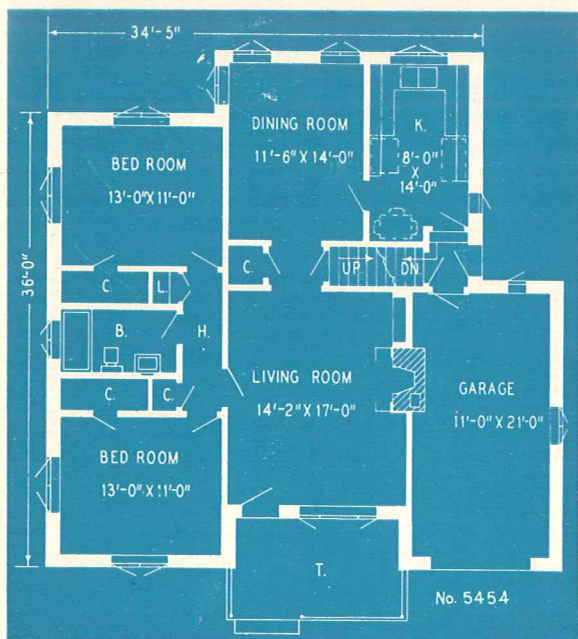 34'-5"
DINING ROOM
11'-6" X 14'-0"
K.
8'-0"
X
14'-0"
BED ROOM
13'-0" X 11'-0"
36'-0"
C.
L.
C.
UP
DN.
B.
H.
LIVING ROOM
14'-2" X 17'-0"
GARAGE
11'-0" X 21'-0"
C.
C.
BED ROOM
13'-0" X 11'-0"
T.
No. 5454